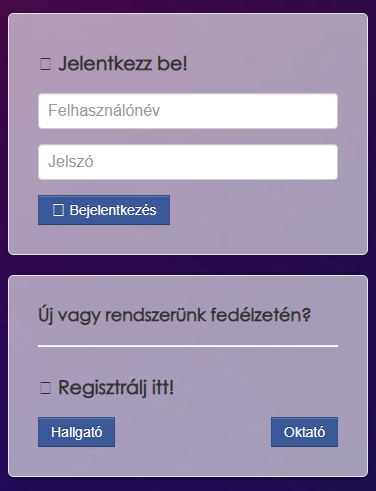 Jelentkezz be!
Felhasználónév
Jelszó
Bejelentkezés
Új vagy rendszerünk fedélzetén?
Regisztrálj itt!
Hallgató
Oktató